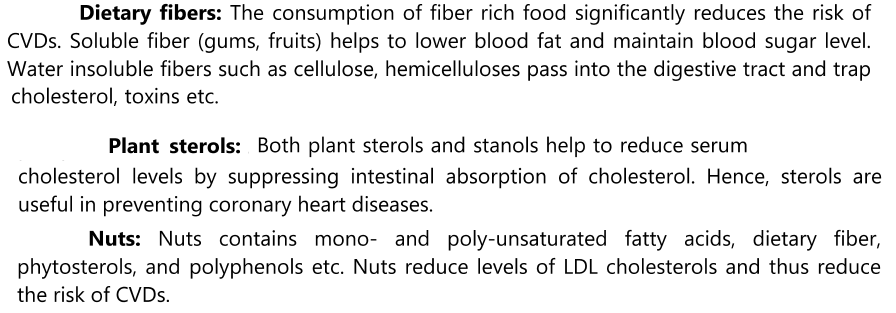 Dietary fibers: The consumption of fiber rich food significantly reduces the risk of
CVDs. Soluble fiber (gums, fruits) helps to lower blood fat and maintain blood sugar level.
Water insoluble fibers such as cellulose, hemicelluloses pass into the digestive tract and trap
cholesterol, toxins etc.
Plant sterols: Both plant sterols and stanols help to reduce serum
cholesterol levels by suppressing intestinal absorption of cholesterol. Hence, sterols are
useful in preventing coronary heart diseases.
Nuts: Nuts contains mono- and poly-unsaturated fatty acids, dietary fiber,
phytosterols, and polyphenols etc. Nuts reduce levels of LDL cholesterols and thus reduce
the risk of CVDs.